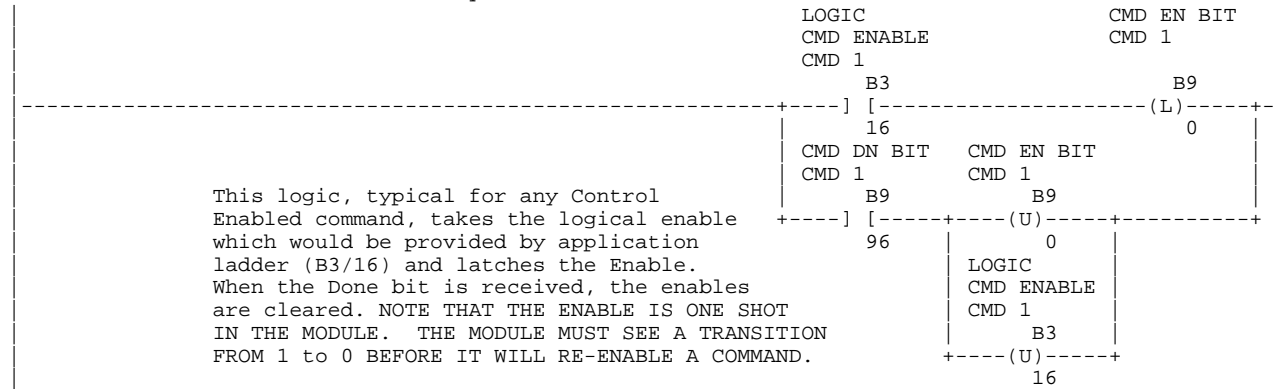 LOGIC CMD EN BIT
CMD ENABLE CMD 1
CMD 1
B3 B9
] [ (L)
16 0
CMD DN BIT CMD EN BIT
CMD 1 CMD 1
This logic, typical for any Control B9 B9
Enabled command, takes the logical enable ] [ (U)
which would be provided by application 96 0
ladder (B3/16) and latches the Enable. LOGIC
When the Done bit is received, the enables CMD ENABLE
are cleared. NOTE THAT THE ENABLE IS ONE SHOT CMD 1
IN THE MODULE. THE MODULE MUST SEE A TRANSITION B3
FROM 1 to 0 BEFORE IT WILL RE-ENABLE A COMMAND. (U)
16